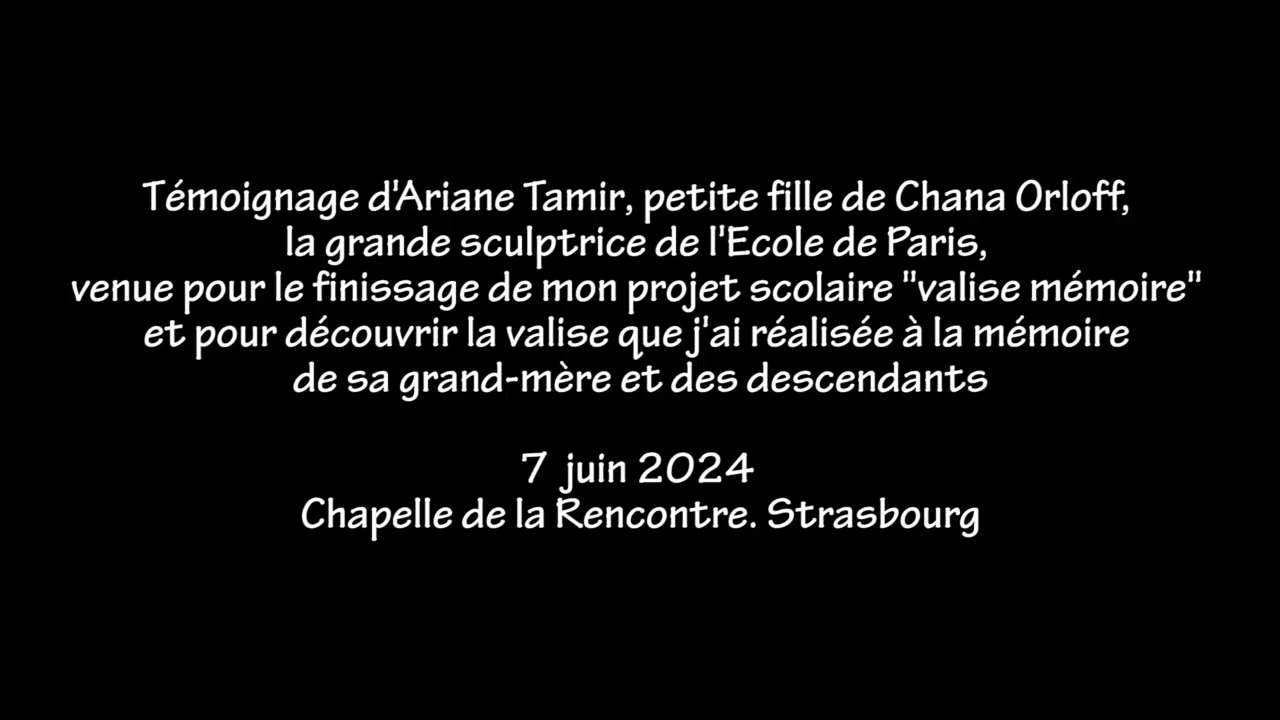 Témoignage d'Ariane Tamir, petite fille de Chana Orloff,
la grande sculptrice de l'Ecole de Paris,
venue pour le finissage de mon projet scolaire "valise mémoire"
et pour découvrir la valise que j'ai réalisée à la mémoire
de sa grand-mère et des descendants
7 juin 2024
Chapelle de la Rencontre. Strasbourg